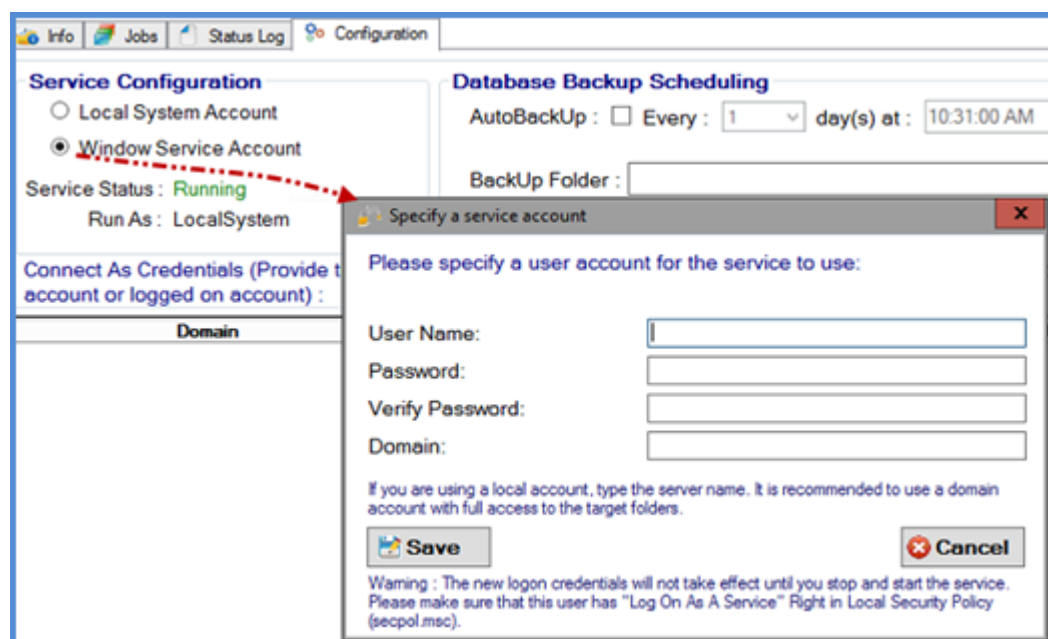 Info Jobs Status Log Configuration
Service Configuration
Local System Account
Window Service Account
Service Status : Running
Run As : LocalSystem
Connect As Credentials (Provide t
account or logged on account) :
Domain
Database Backup Scheduling
AutoBackUp : Every : 1 day(s) at : 10:31:00 AM
BackUp Folder :
Specify a service account
x
Please specify a user account for the service to use:
User Name:
Password:
Verify Password:
Domain:
If you are using a local account, type the server name. It is recommended to use a domain
account with full access to the target folders.
Save Cancel
Warning : The new logon credentials will not take effect until you stop and start the service.
Please make sure that this user has "Log On As A Service" Right in Local Security Policy
(secpol.msc).